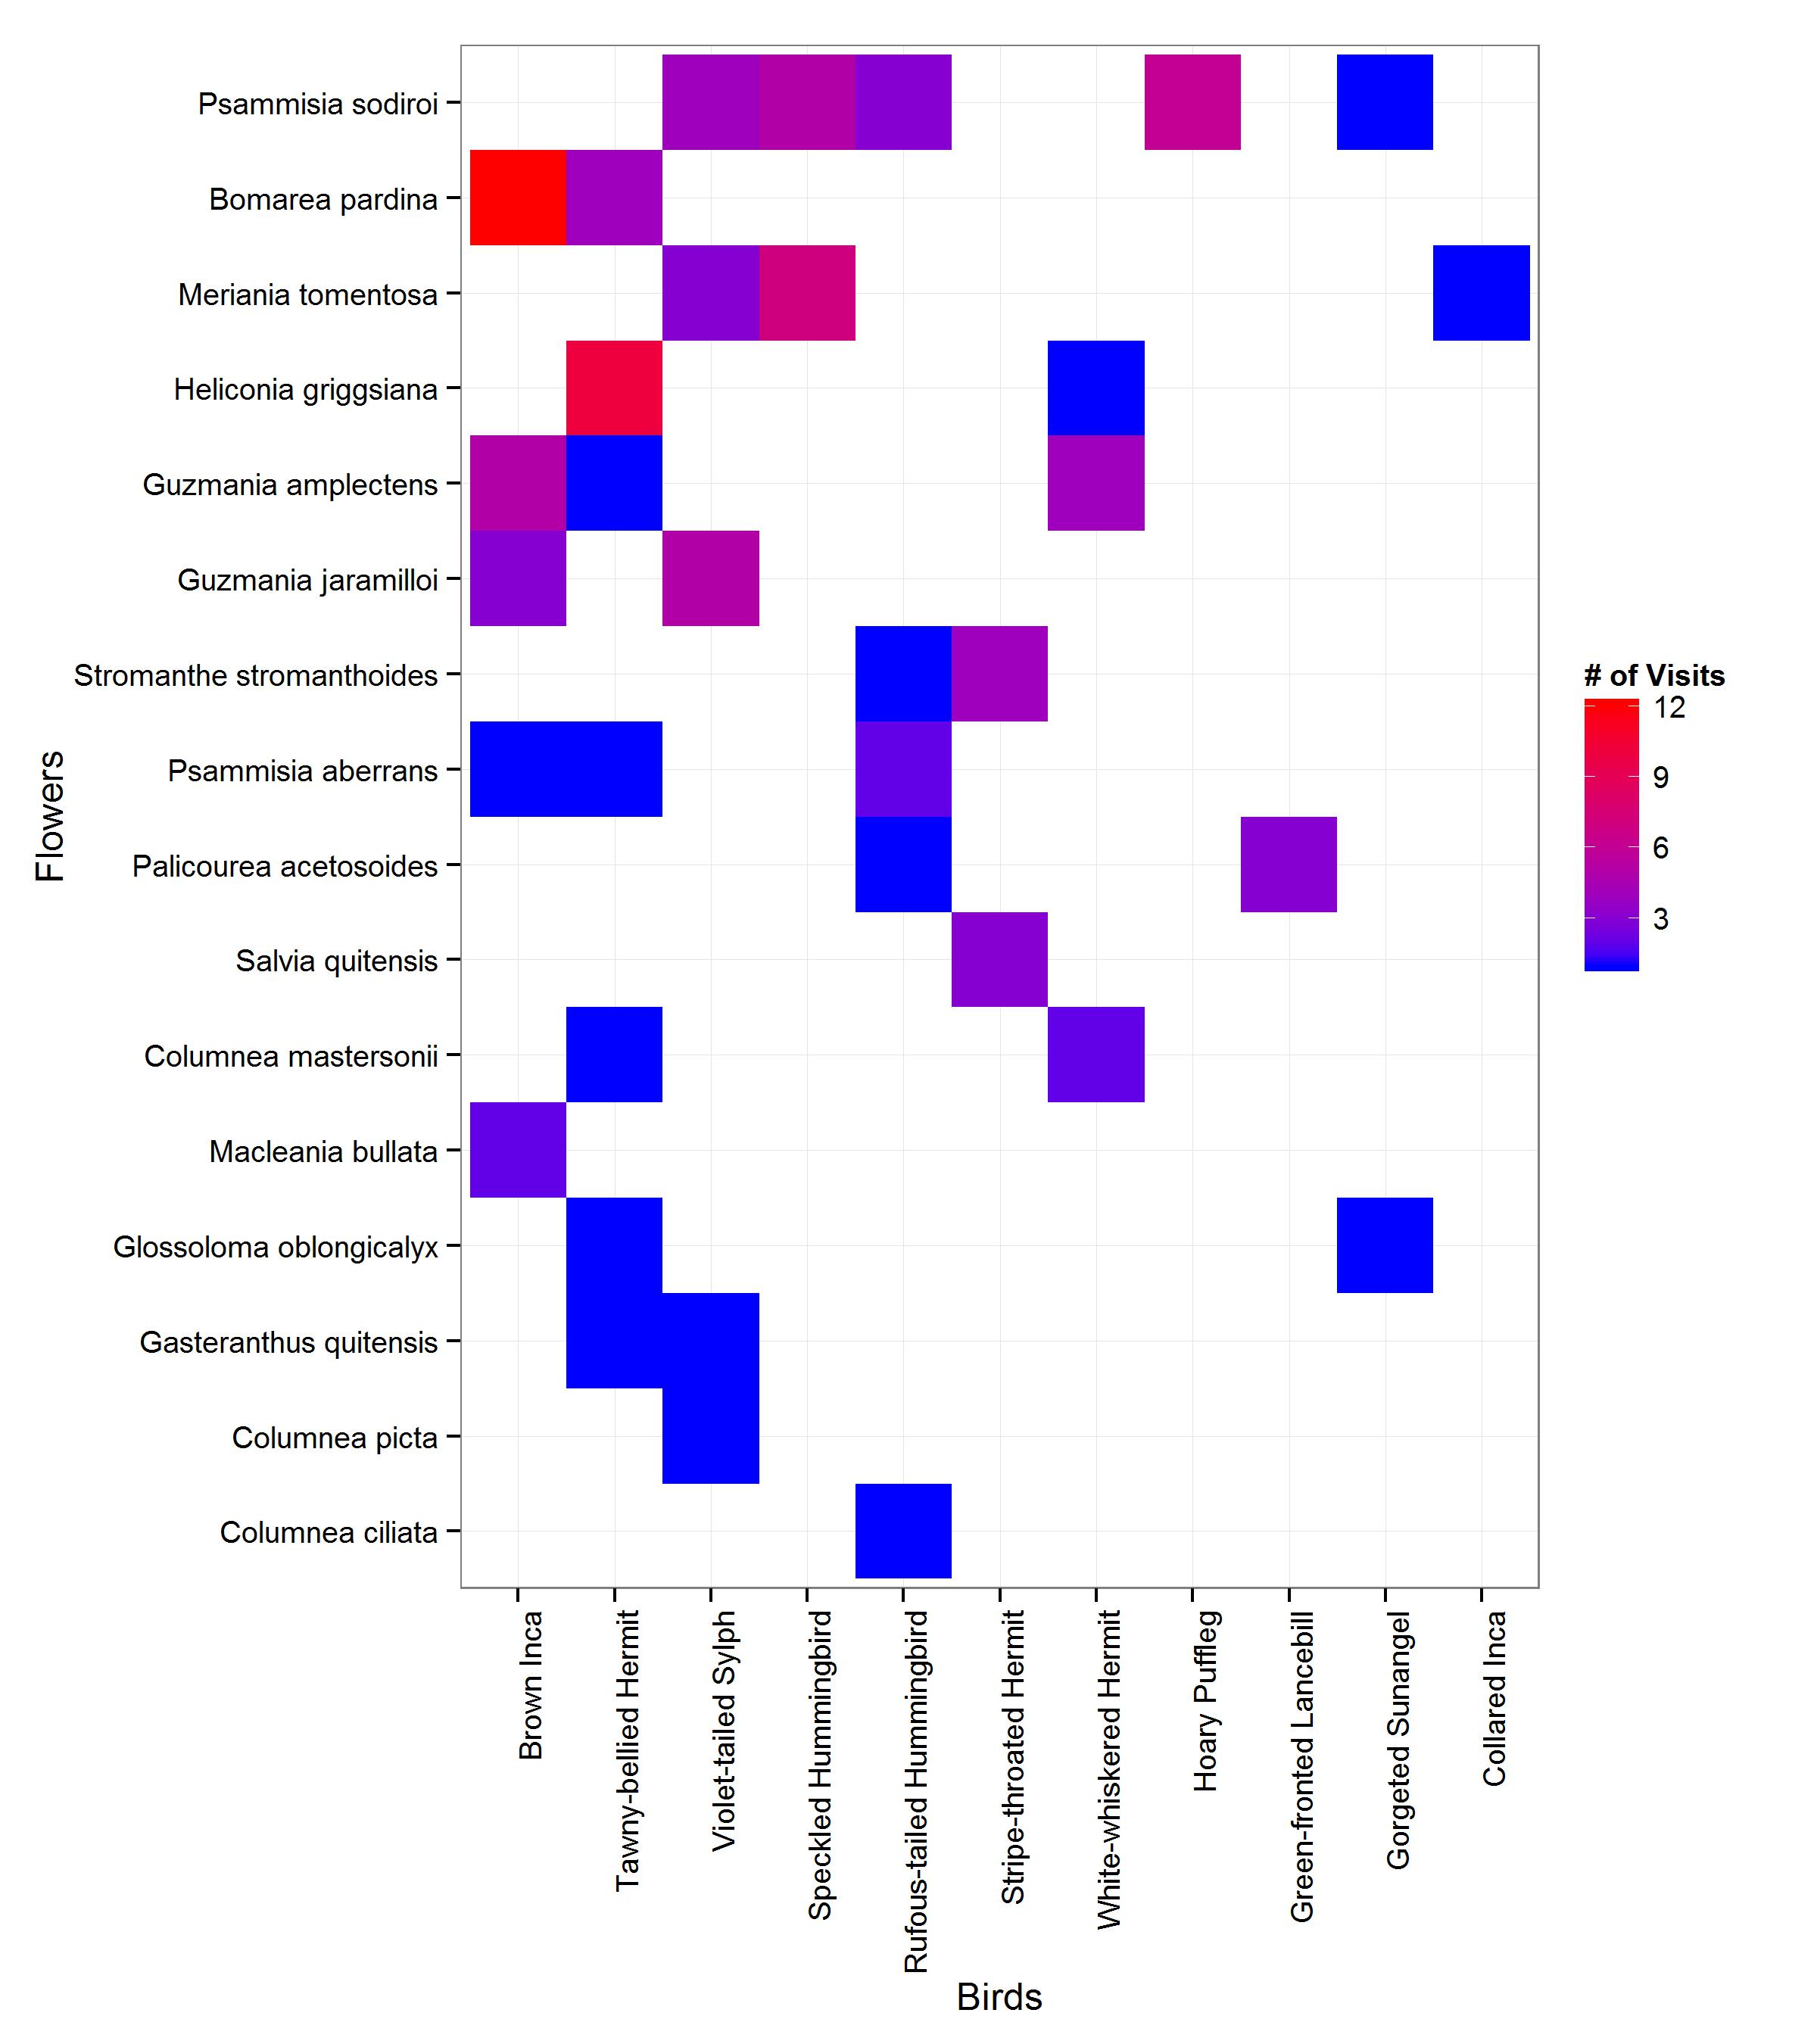 Psammisia sodiroi
Bomarea pardina
Meriania tomentosa
Heliconia griggsiana
Guzmania amplectens
Guzmania jaramilloi
Stromanthe stromanthoides
Psammisia aberrans
Palicourea acetosoides
Salvia quitensis
Columnea mastersonii
Macleania bullata
Glossoloma oblongicalyx
Gasteranthus quitensis
Columnea picta
Columnea ciliata
Flowers
Brown Inca
Tawny-bellied Hermit
Violet-tailed Sylph
Speckled Hummingbird
Rufous-tailed Hummingbird
Stripe-throated Hermit
White-whiskered Hermit
Hoary Puffleg
Green-fronted Lancebill
Gorgeted Sunangel
Collared Inca
Birds
# of Visits
12
9
6
3